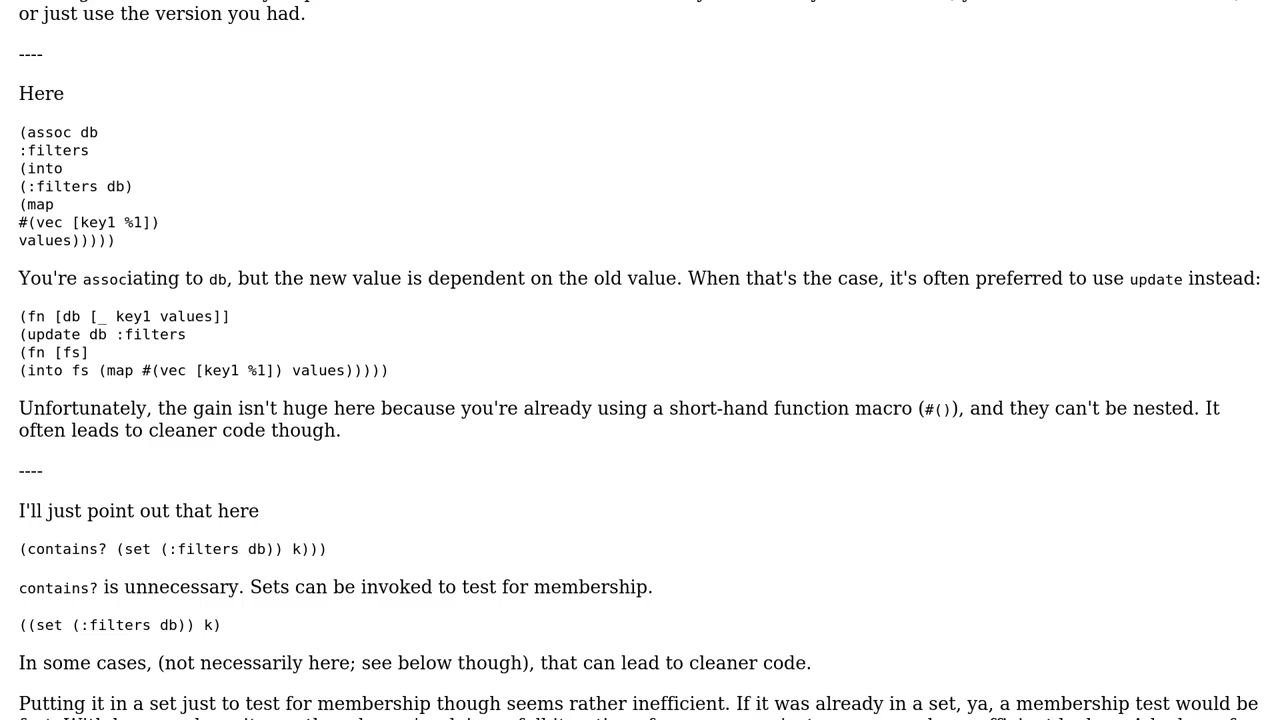 or just use the version you had.
----
Here
(assoc db
:filters
(into
(:filters db)
(map
#(vec [key1 %1])
values)))))
You're associating to db, but the new value is dependent on the old value. When that's the case, it's often preferred to use update instead:
(fn [db [_ key1 values]]
(update db :filters
(fn [fs]
(into fs (map #(vec [key1 %1]) values)))))
Unfortunately, the gain isn't huge here because you're already using a short-hand function macro (#()), and they can't be nested. It
often leads to cleaner code though.
----
I'll just point out that here
(contains? (set (:filters db)) k)))
contains? is unnecessary. Sets can be invoked to test for membership.
((set (:filters db)) k)
In some cases, (not necessarily here; see below though), that can lead to cleaner code.
Putting it in a set just to test for membership though seems rather inefficient. If it was already in a set, ya, a membership test would be